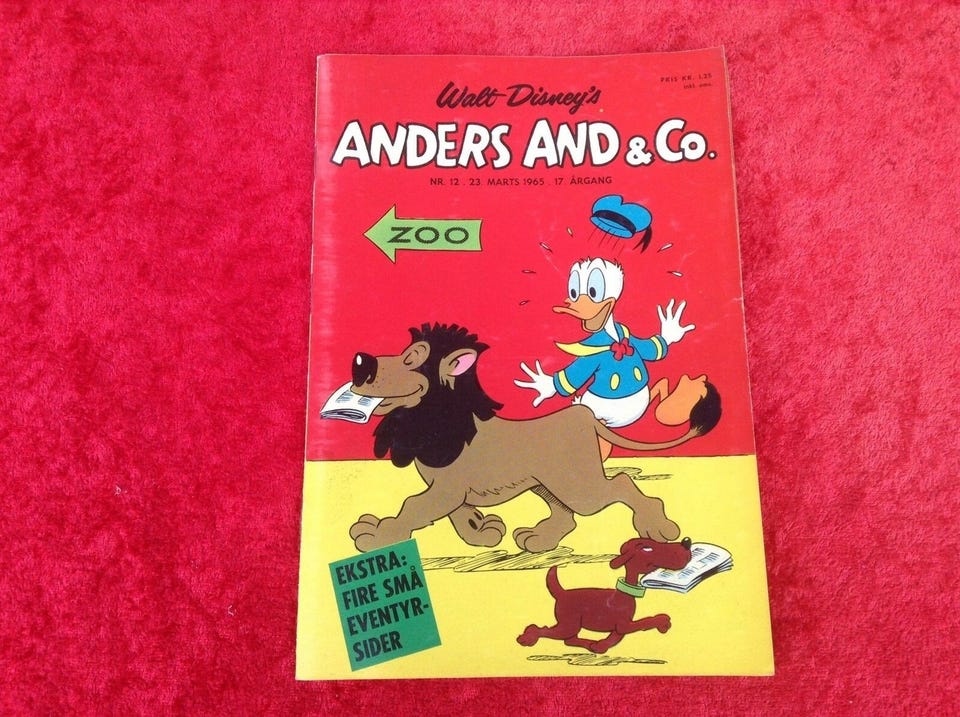 PRIS KR. 1,25
inkl. oms.
Walt Disney's
ANDERS AND & Co.
NR. 12 . 23. MARTS 1965 . 17. ÅRGANG
ZOO
EKSTRA:
FIRE SMÅ
EVENTYR-
SIDER